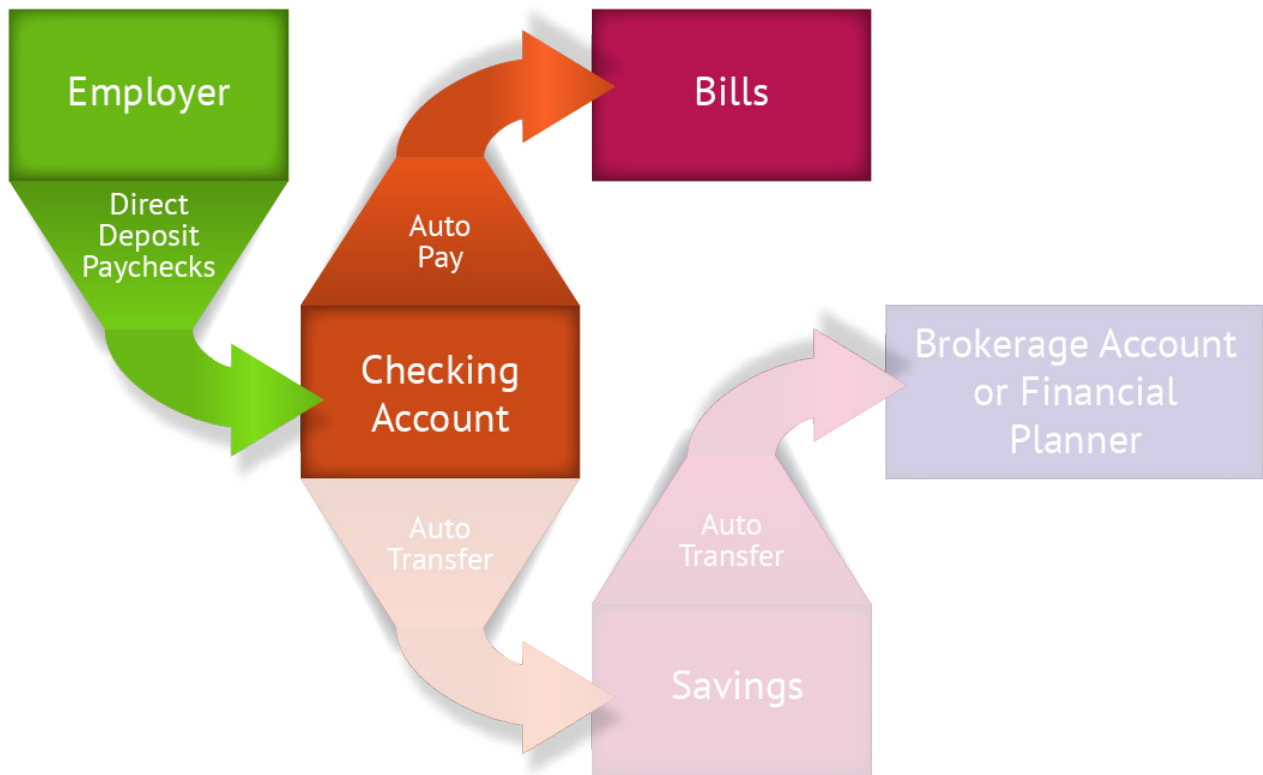 Employer
Direct
Deposit
Paychecks
Bills
Auto
Pay
Checking
Account
Auto
Transfer
Savings
Auto
Transfer
Brokerage Account
or Financial
Planner